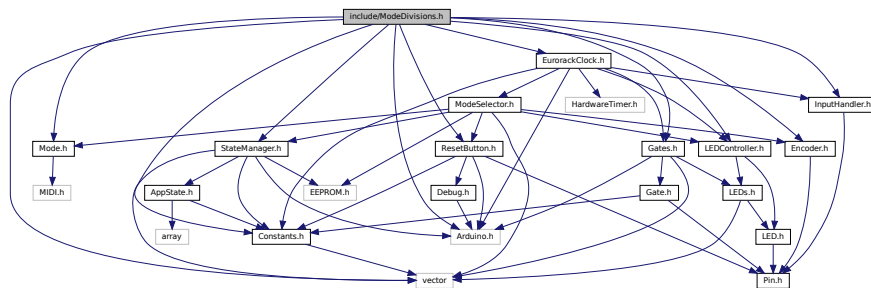 include/ModeDivisions.h
EurorackClock.h
ModeSelector.h
HardwareTimer.h
InputHandler.h
Mode.h
StateManager.h
ResetButton.h
Gates.h
LEDController.h
Encoder.h
MIDI.h
AppState.h
EEPROM.h
Debug.h
Gate.h
LEDs.h
array
Constants.h
Arduino.h
LED.h
vector
Pin.h